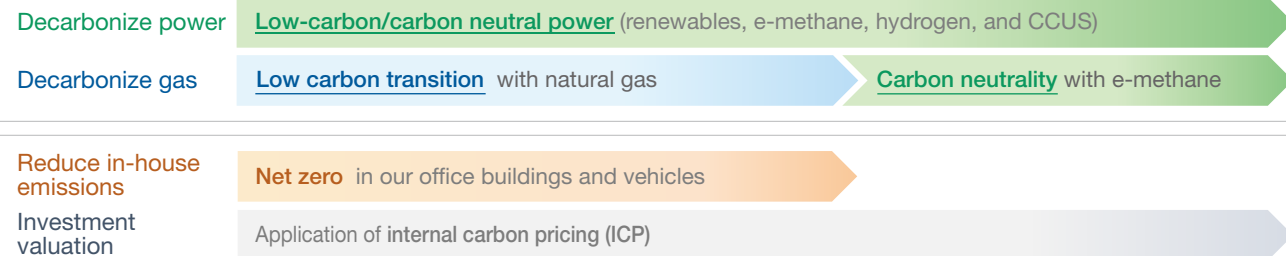 Decarbonize power
Low-carbon/carbon neutral power (renewables, e-methane, hydrogen, and CCUS)
Decarbonize gas
Low carbon transition with natural gas
Carbon neutrality with e-methane
Reduce in-house
emissions
Net zero in our office buildings and vehicles
Investment
valuation
Application of internal carbon pricing (ICP)